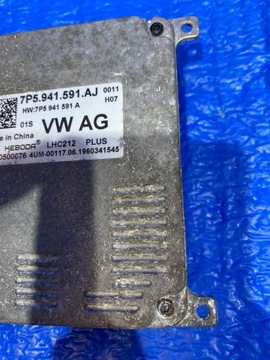 7P5.941.591.AJ 0011
HW:7P5 941 591 A H07
01S VW AG
in China
HEBODA® LHC212 PLUS
0500076 4UM-00117.06.1960341545